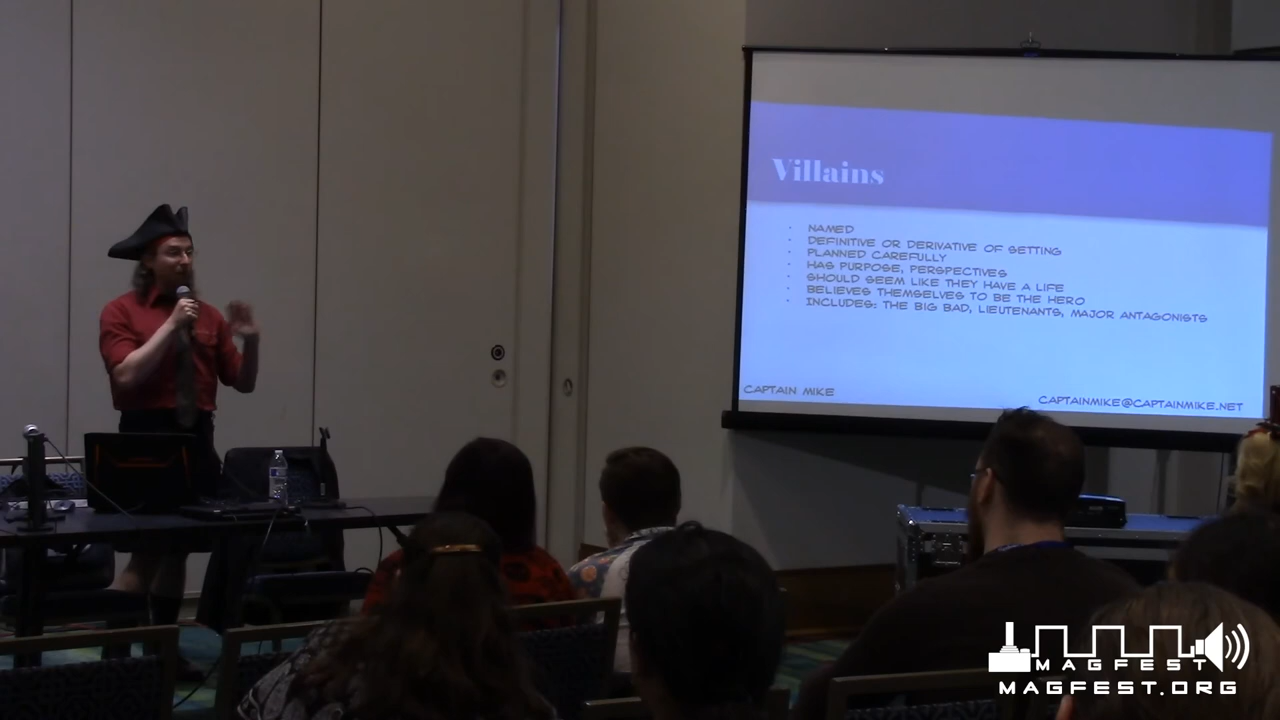 Villains
· NAMED
· DEFINITIVE OR DERIVATIVE OF SETTING
· PLANNED CAREFULLY
· HAS PURPOSE, PERSPECTIVES
· SHOULD SEEM LIKE THEY HAVE A LIFE
· BELIEVES THEMSELVES TO BE THE HERO
· INCLUDES: THE BIG BAD, LIEUTENANTS, MAJOR ANTAGONISTS
CAPTAIN MIKE
CAPTAINMIKE@CAPTAINMIKE.NET
MAGFEST
MAGFEST.ORG